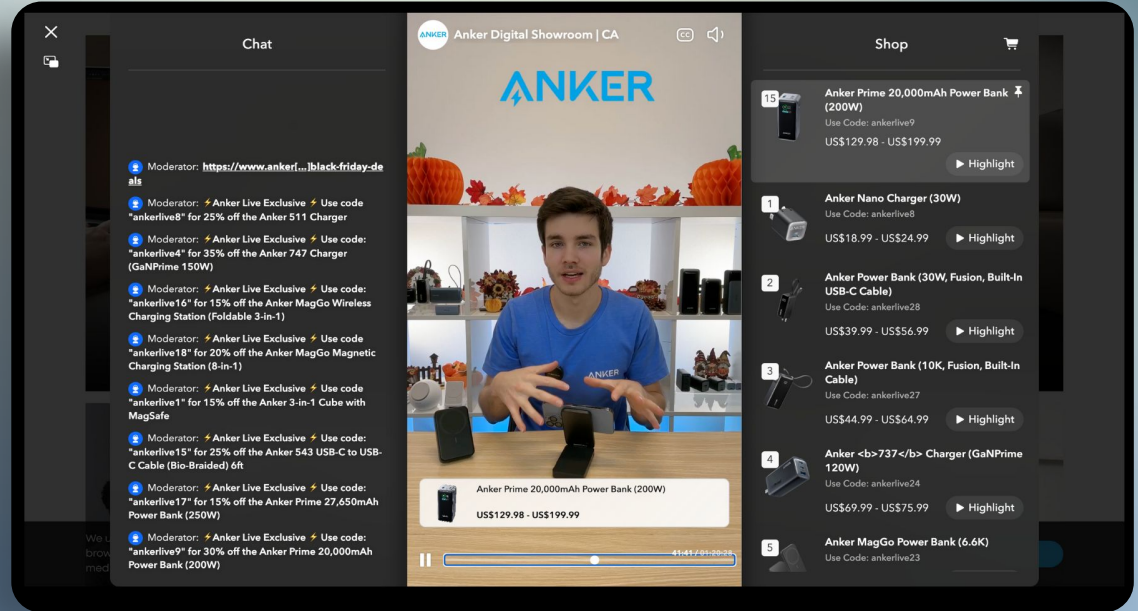 Chat
Moderator: https://www.anker[...]black-friday-de
als
Moderator: ⚡Anker Live Exclusive ⚡ Use code
"ankerlive8" for 25% off the Anker 511 Charger
Moderator: ⚡Anker Live Exclusive ⚡ Use code:
"ankerlive4" for 35% off the Anker 747 Charger
(GaNPrime 150W)
Moderator: ⚡Anker Live Exclusive ⚡ Use code:
"ankerlive16" for 15% off the Anker MagGo Wireless
Charging Station (Foldable 3-in-1)
Moderator: ⚡Anker Live Exclusive ⚡ Use code:
"ankerlive18" for 20% off the Anker MagGo Magnetic
Charging Station (8-in-1)
Moderator: ⚡Anker Live Exclusive ⚡ Use code
"ankerlive1" for 15% off the Anker 3-in-1 Cube with
MagSafe
Moderator: ⚡Anker Live Exclusive ⚡ Use code:
"ankerlive15" for 25% off the Anker 543 USB-C to USB-
C Cable (Bio-Braided) 6ft
Moderator: ⚡Anker Live Exclusive ⚡ Use code:
"ankerlive17" for 15% off the Anker Prime 27,650mAh
Power Bank (250W)
Moderator: ⚡Anker Live Exclusive ⚡ Use code:
"ankerlive9" for 30% off the Anker Prime 20,000mAh
Power Bank (200W)
We u
brow
med
ANKER
Anker Digital Showroom | CA
CC
ANKER
ANKER
Anker Prime 20,000mAh Power Bank (200W)
US$129.98 - US$199.99
41:41 / 01:20:28
Shop
15
Anker Prime 20,000mAh Power Bank
(200W)
Use Code: ankerlive9
US$129.98 - US$199.99
Highlight
1
Anker Nano Charger (30W)
Use Code: ankerlive8
US$18.99 - US$24.99
Highlight
2
Anker Power Bank (30W, Fusion, Built-In
USB-C Cable)
Use Code: ankerlive28
US$39.99 - US$56.99
Highlight
3
Anker Power Bank (10K, Fusion, Built-In
Cable)
Use Code: ankerlive27
US$44.99 - US$64.99
Highlight
4
Anker <b>737</b> Charger (GaNPrime
120W)
Use Code: ankerlive24
US$69.99 - US$75.99
Highlight
5
Anker MagGo Power Bank (6.6K)
Use Code: ankerlive23